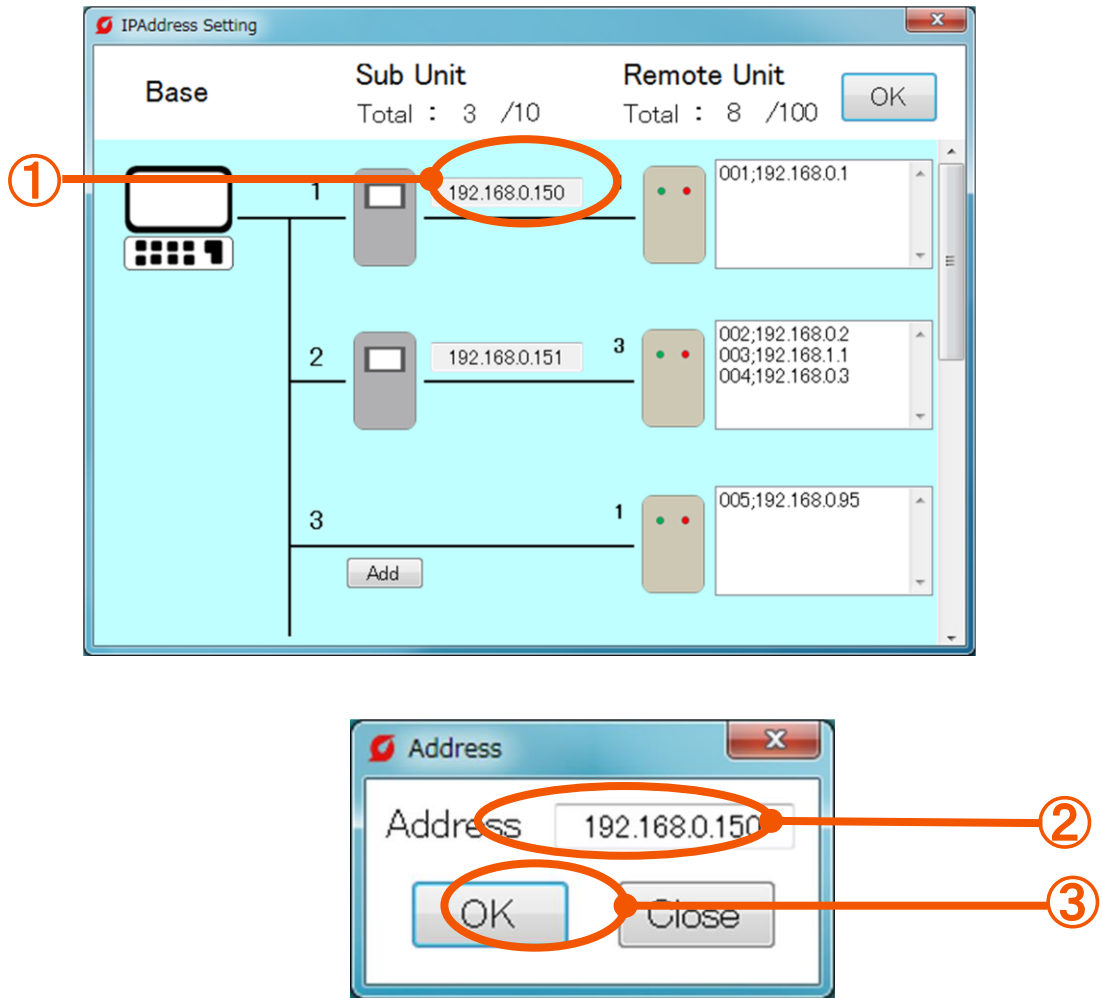 IPAddress Setting
Base
Sub Unit
Total : 3 /10
Remote Unit
Total : 8 /100
OK
①
1
192.168.0.150
001;192.168.0.1
2
192.168.0.151
3
002;192.168.0.2
003;192.168.1.1
004;192.168.0.3
3
Add
1
005;192.168.0.95
Address
Address
192.168.0.150
②
OK
Close
③